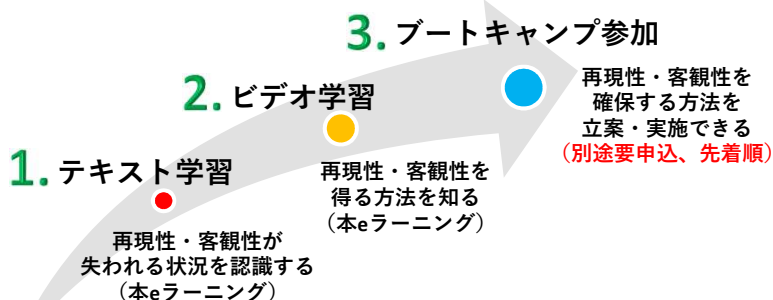 1. テキスト学習
再現性・客観性が
失われる状況を認識する
（本eラーニング）
2. ビデオ学習
再現性・客観性を
得る方法を知る
（本eラーニング）
3. ブートキャンプ参加
再現性・客観性を
確保する方法を
立案・実施できる
（別途要申込、先着順）